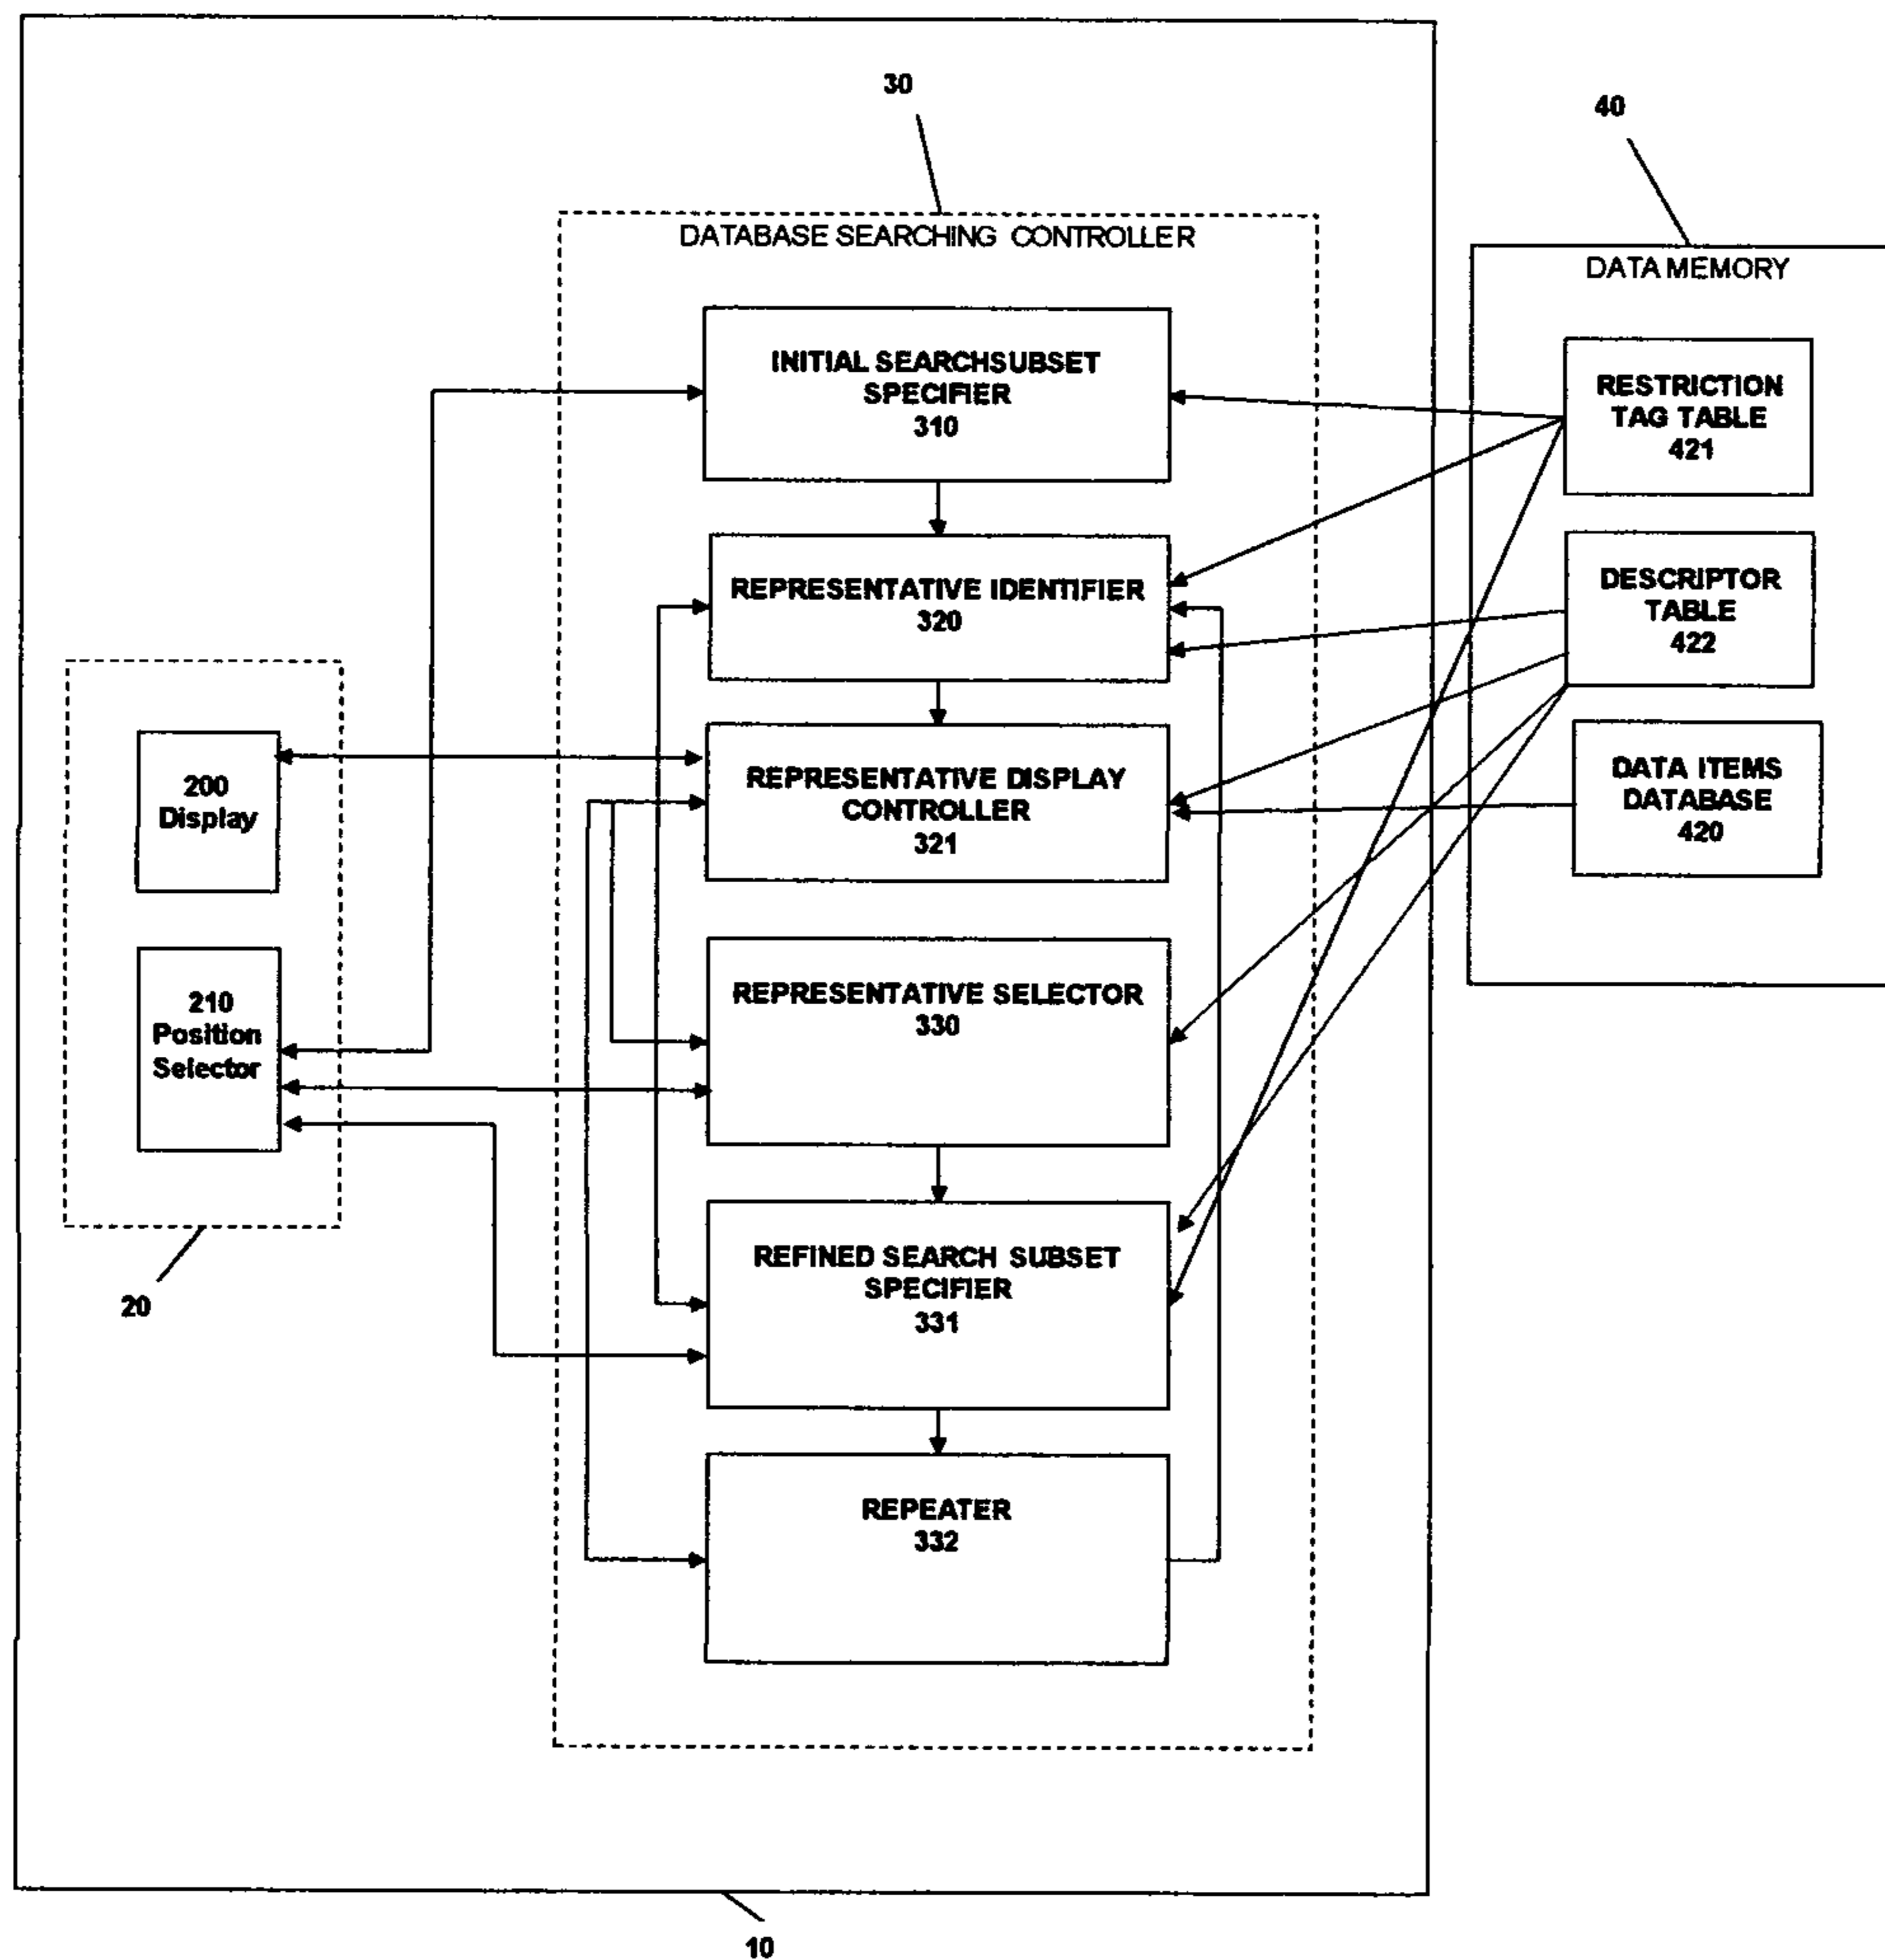 30
40
DATABASE SEARCHING CONTROLLER
DATA MEMORY
INITIAL SEARCHSUBSET
SPECIFIER
310
RESTRICTION
TAG TABLE
421
REPRESENTATIVE IDENTIFIER
320
DESCRIPTOR
TABLE
422
200
Display
REPRESENTATIVE DISPLAY
CONTROLLER
321
DATA ITEMS
DATABASE
420
210
Position
Selector
REPRESENTATIVE SELECTOR
330
20
REFINED SEARCH SUBSET
SPECIFIER
331
REPEATER
332
10